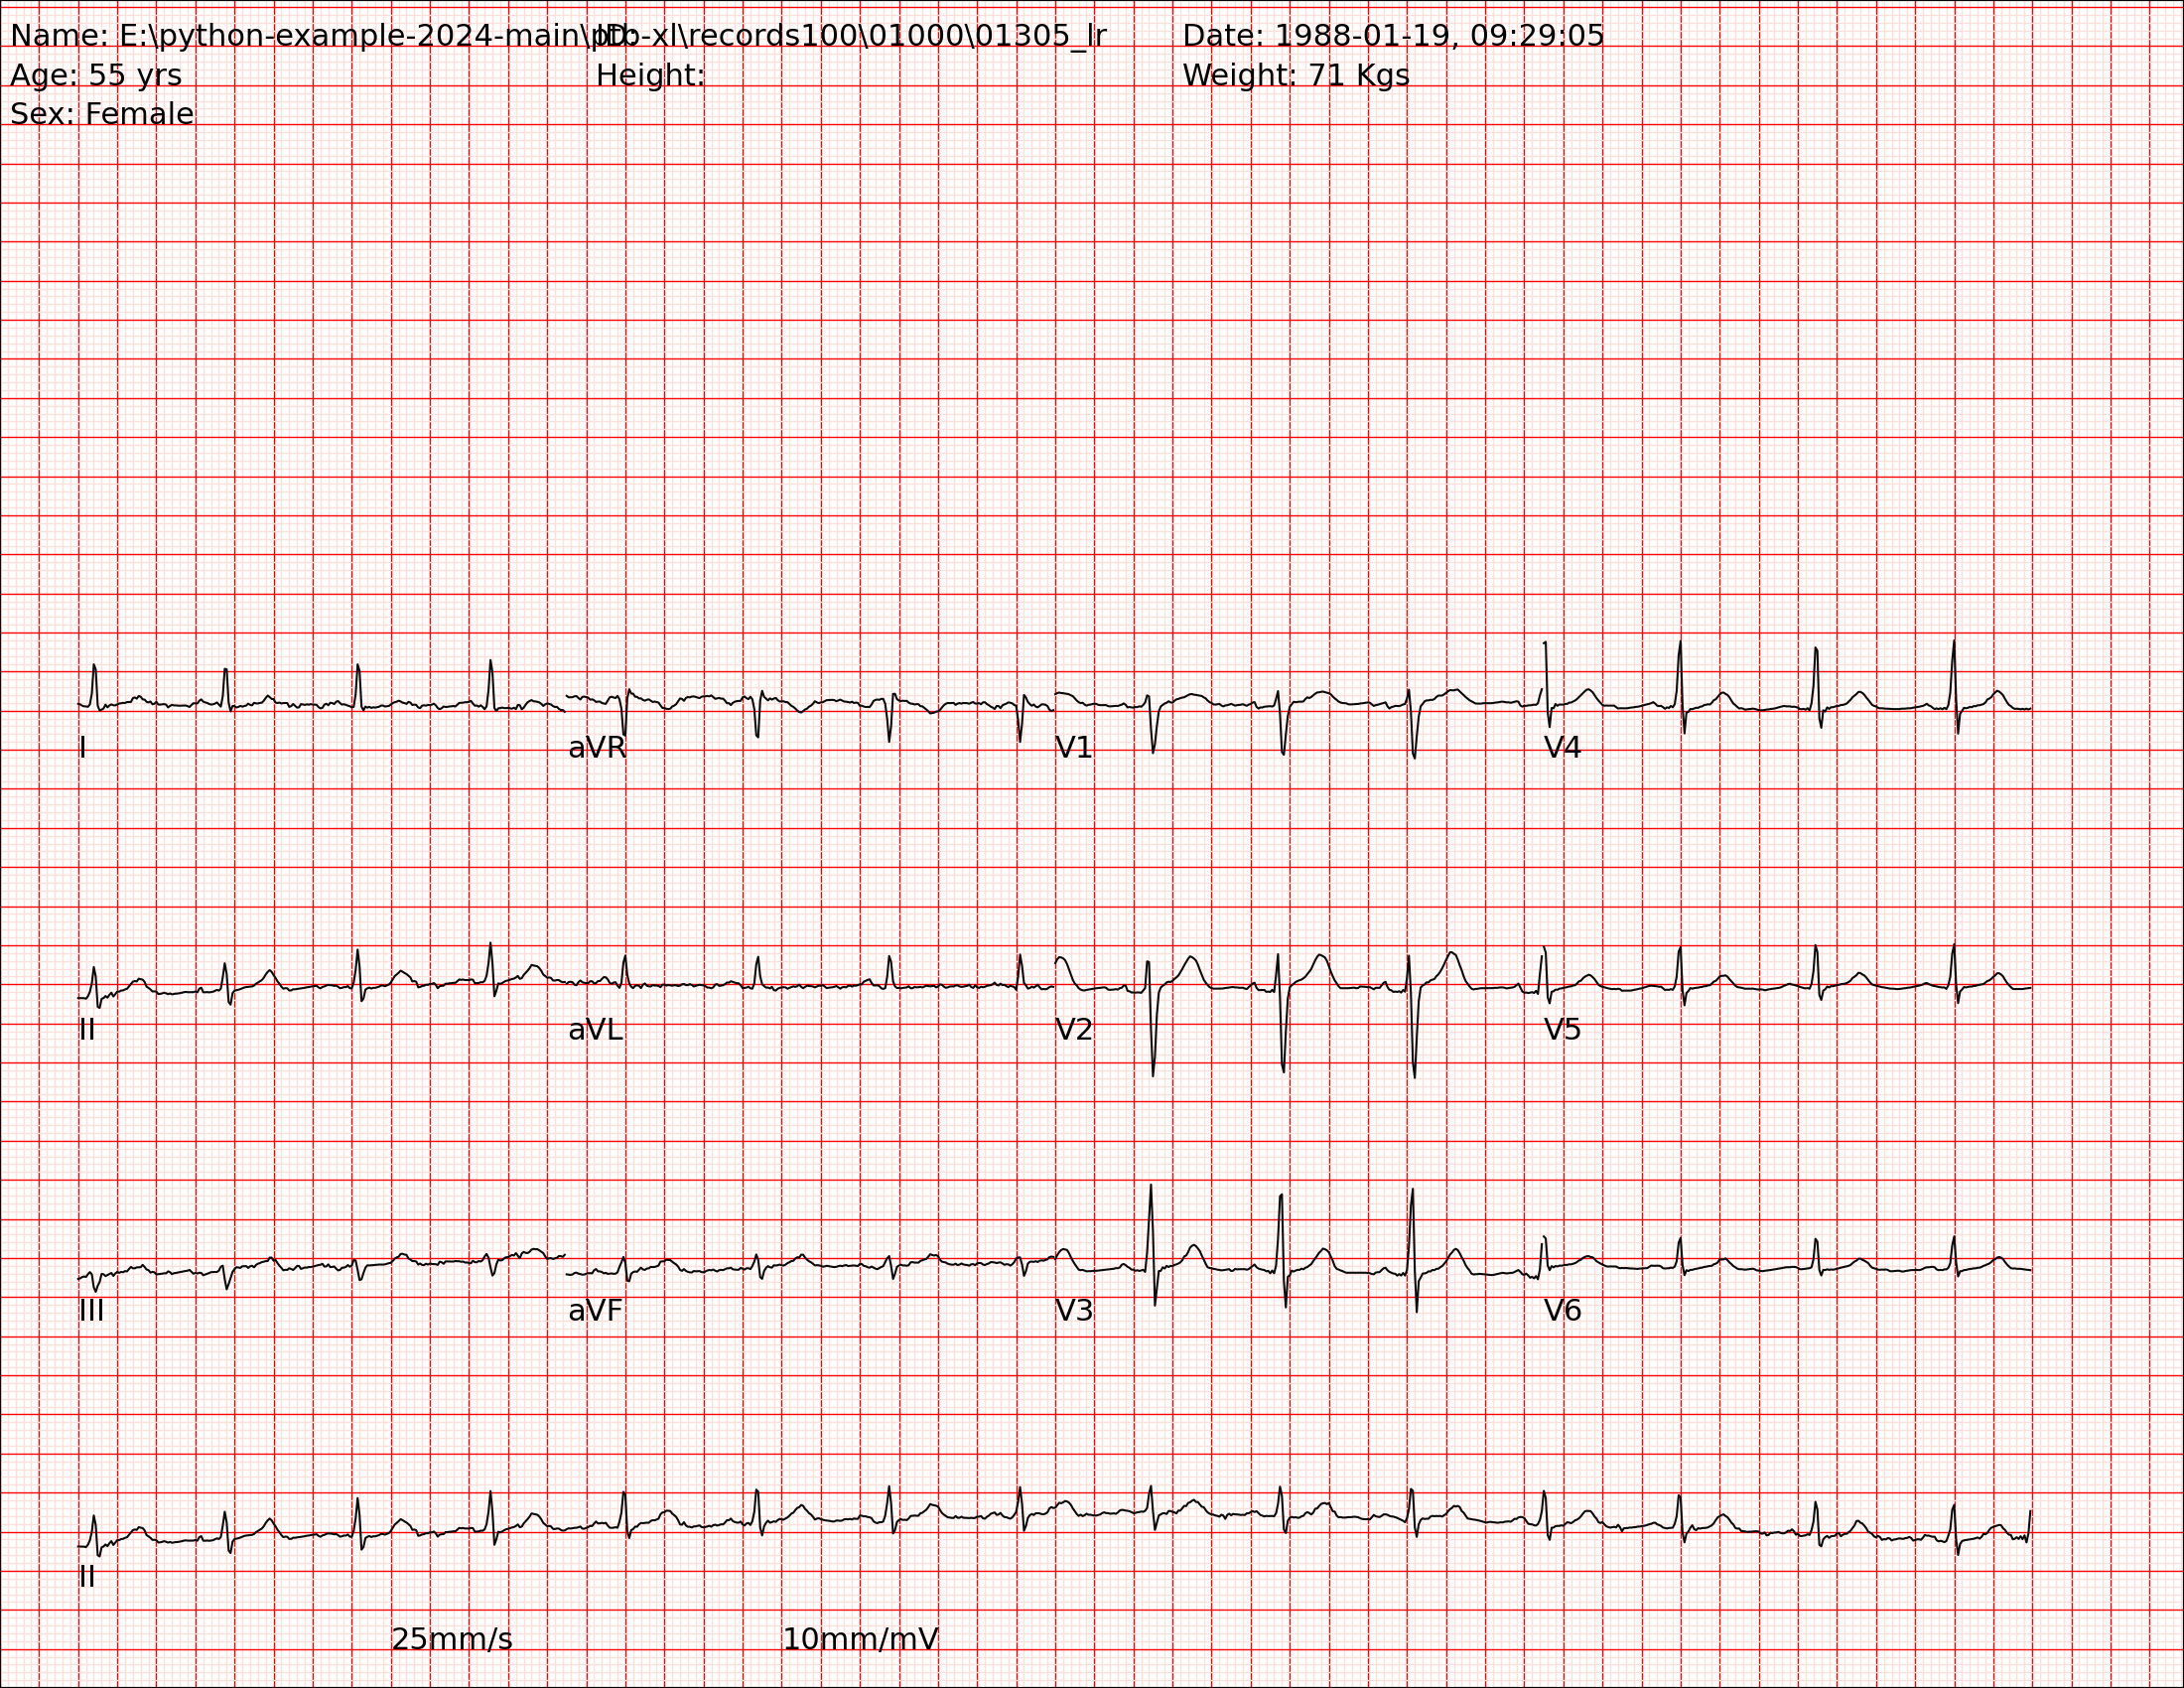 Name: E:\python-example-2024-main\ptb-xl\records100\01000\01305_lr ID: Date: 1988-01-19, 09:29:05
Age: 55 yrs Height: Weight: 71 Kgs
Sex: Female
I aVR V1 V4
II aVL V2 V5
III aVF V3 V6
II
25mm/s 10mm/mV